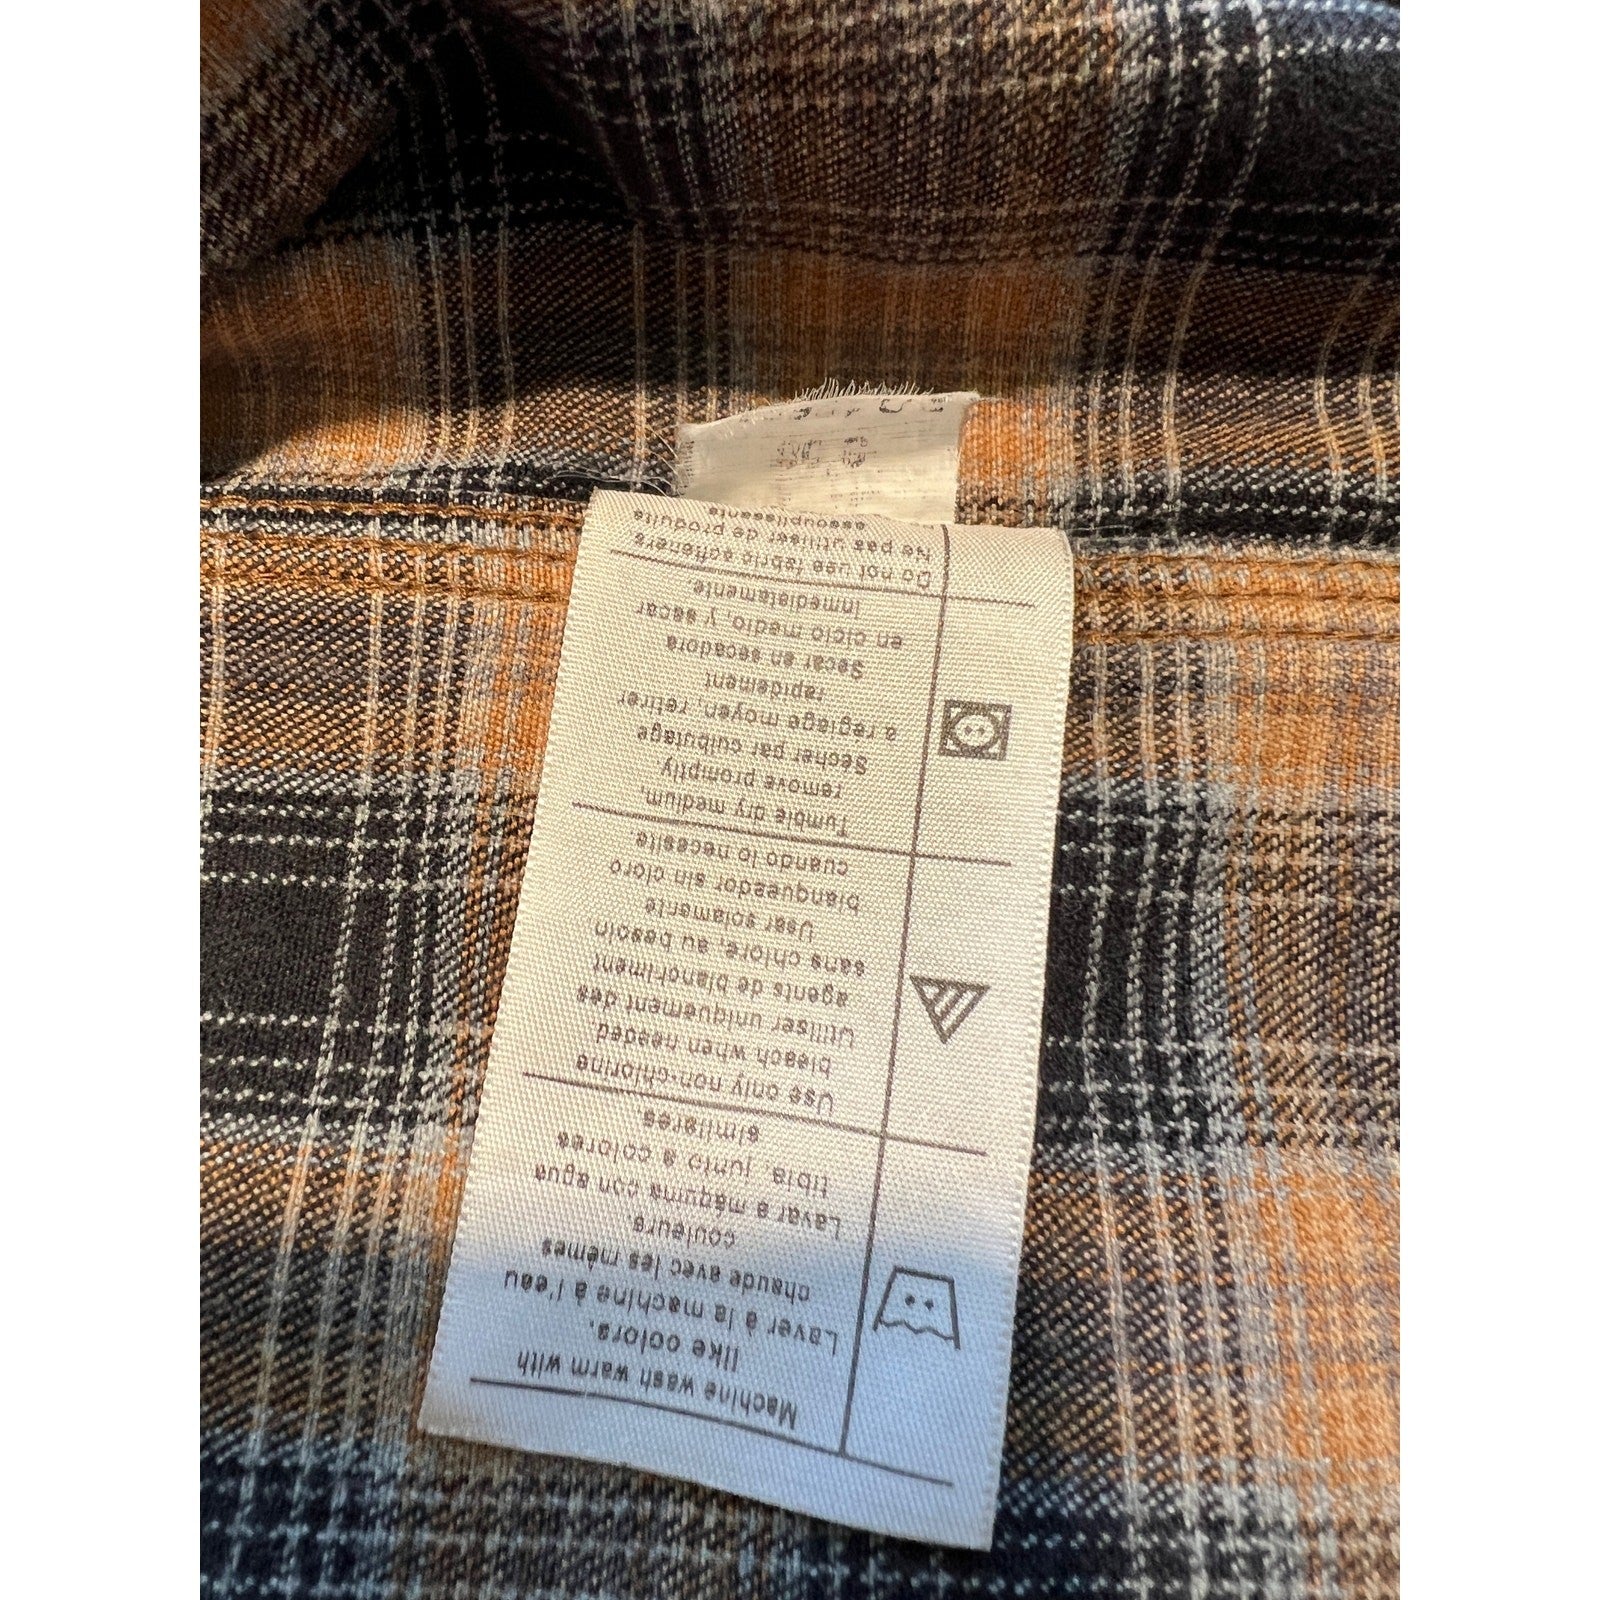 Machine wash warm with
like colors.
Laver à la machine à l'eau
chaude avec les mêmes
couleurs.
Lavar a máquina con agua
tibia, junto a colores
similares.
Use only non-chlorine
bleach when needed.
Utiliser uniquement des
agents de blanchiment
sans chlore, au besoin
Usar solamente
blanqueador sin cloro
cuando lo necesite.
Tumble dry medium,
remove promptly
Sécher par culbutage
a reglage moyen, retirer
rapidement
Secar en secadora
en ciclo medio, y sacar
inmediatamente.
Do not use fabric softeners
Ne pas utiliser de produits
assouplissants